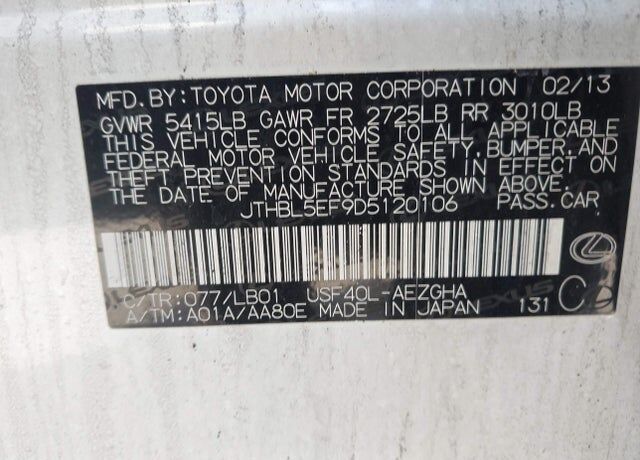 MFD. BY: TOYOTA MOTOR CORPORATION 02/13
GVWR 5415LB GAWR FR 2725LB RR 3010LB
THIS VEHICLE CONFORMS TO ALL APPLICABLE
FEDERAL MOTOR VEHICLE SAFETY, BUMPER, AND
THEFT PREVENTION STANDARDS IN EFFECT ON
THE DATE OF MANUFACTURE SHOWN ABOVE.
JTHBL5EF9D5120106 PASS. CAR
C/TR: 077/LB01 USF40L-AEZGHA
A/TM: A01A/AA80E MADE IN JAPAN 131